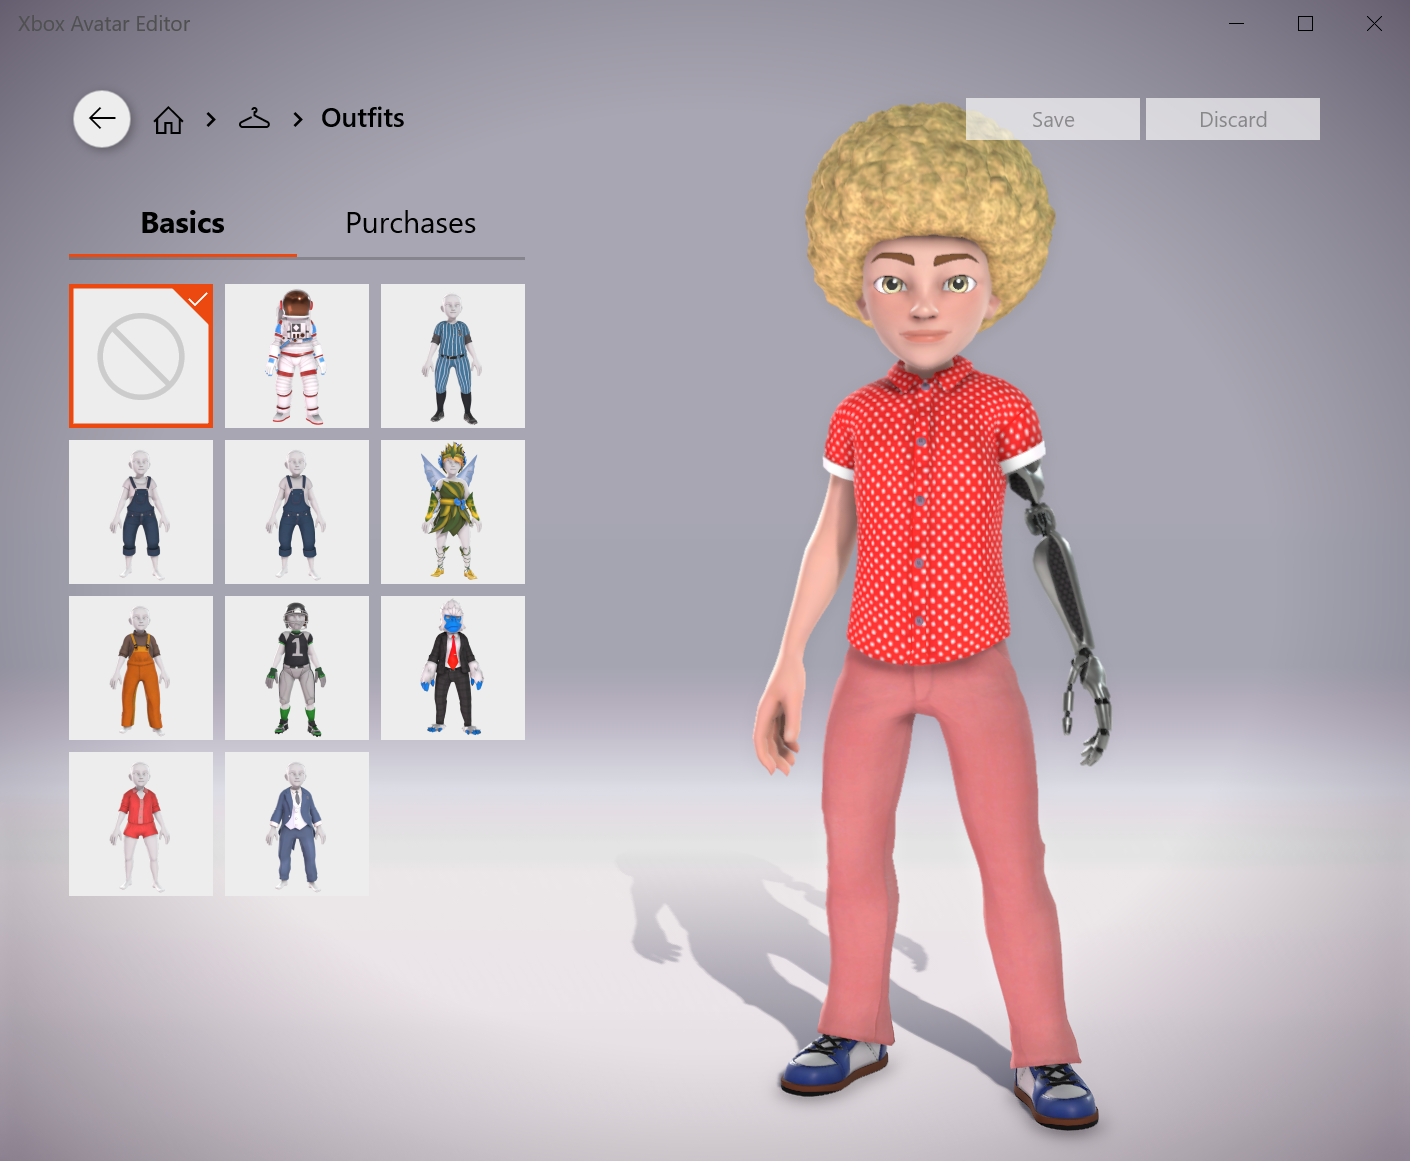 Xbox Avatar Editor
Outfits
Save
Discard
Basics
Purchases
1